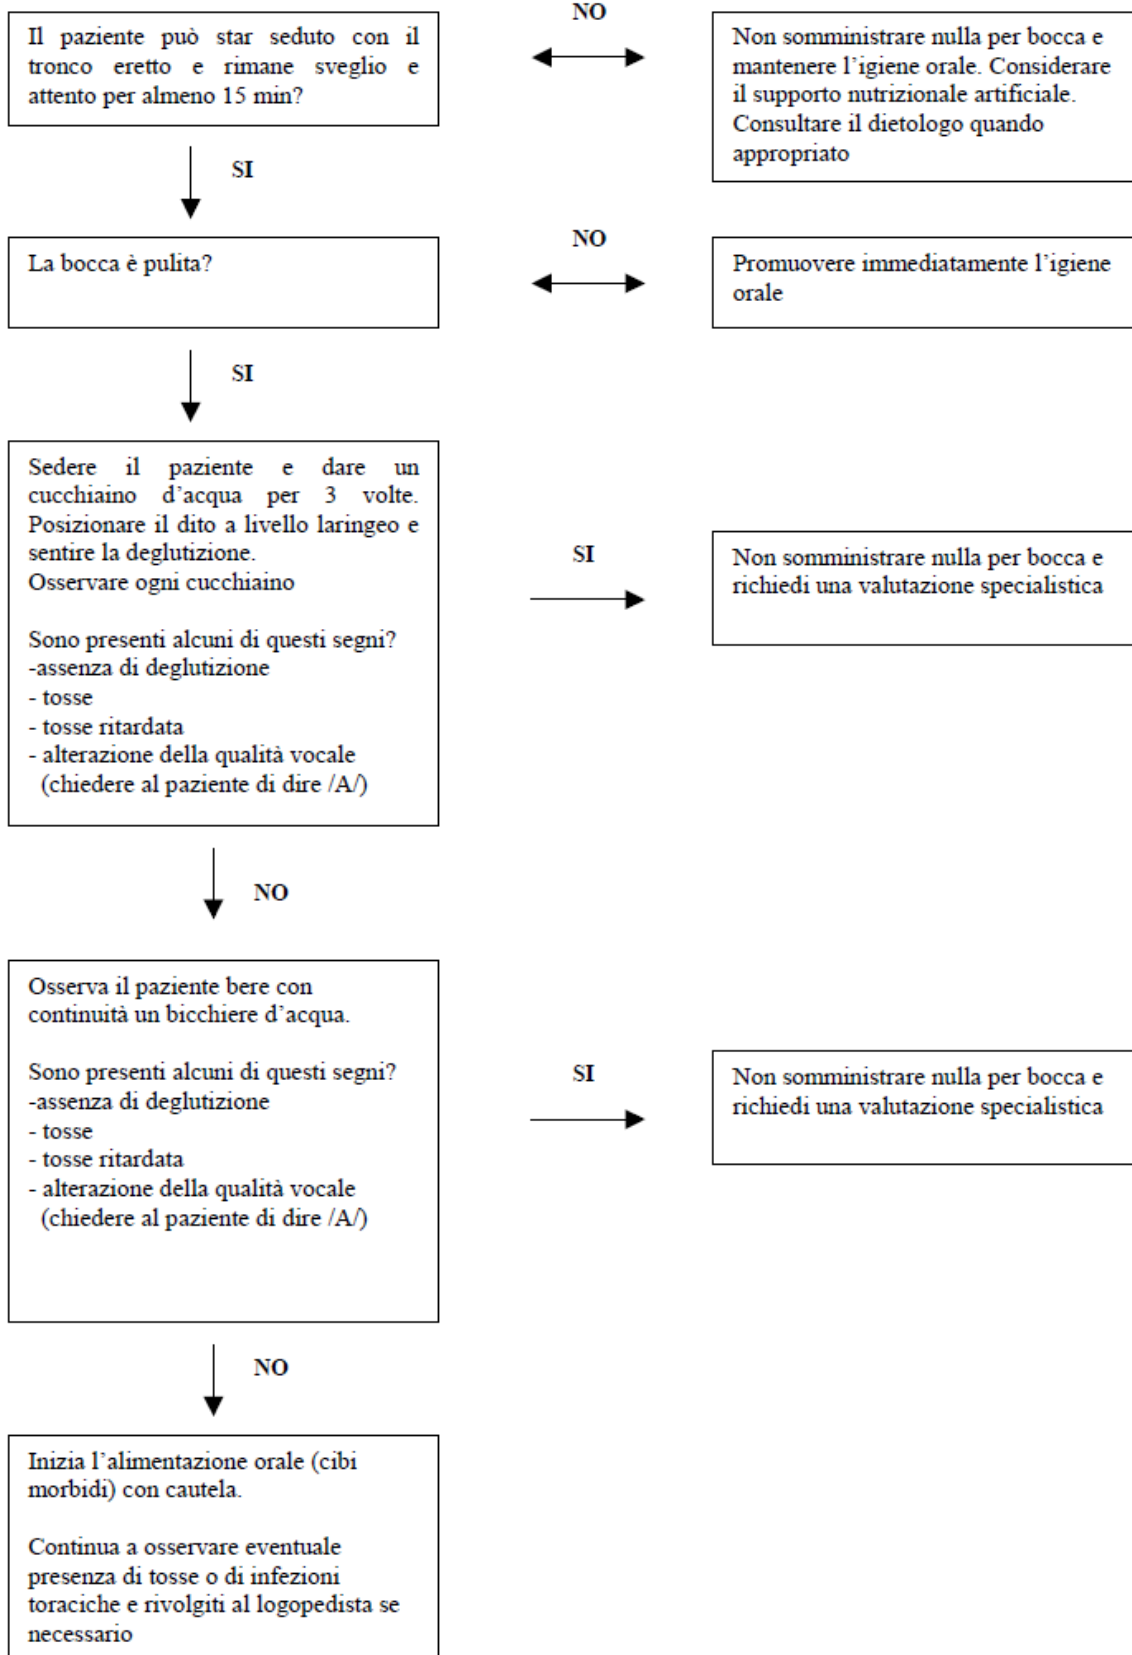 NO
Il paziente può star seduto con il
tronco eretto e rimane sveglio e
attento per almeno 15 min?
Non somministrare nulla per bocca e
mantenere l'igiene orale. Considerare
il supporto nutrizionale artificiale.
Consultare il dietologo quando
appropriato
SI
La bocca è pulita?
NO
Promuovere immediatamente l'igiene
orale
SI
Sedere il paziente e dare un
cucchiaino d'acqua per 3 volte.
Posizionare il dito a livello laringeo e
sentire la deglutizione.
Osservare ogni cucchiaino
Sono presenti alcuni di questi segni?
-assenza di deglutizione
- tosse
- tosse ritardata
- alterazione della qualità vocale
(chiedere al paziente di dire /A/)
SI
Non somministrare nulla per bocca e
richiedi una valutazione specialistica
NO
Osserva il paziente bere con
continuità un bicchiere d'acqua.
Sono presenti alcuni di questi segni?
-assenza di deglutizione
- tosse
- tosse ritardata
- alterazione della qualità vocale
(chiedere al paziente di dire /A/)
SI
Non somministrare nulla per bocca e
richiedi una valutazione specialistica
NO
Inizia l'alimentazione orale (cibi
morbidi) con cautela.
Continua a osservare eventuale
presenza di tosse o di infezioni
toraciche e rivolgiti al logopedista se
necessario